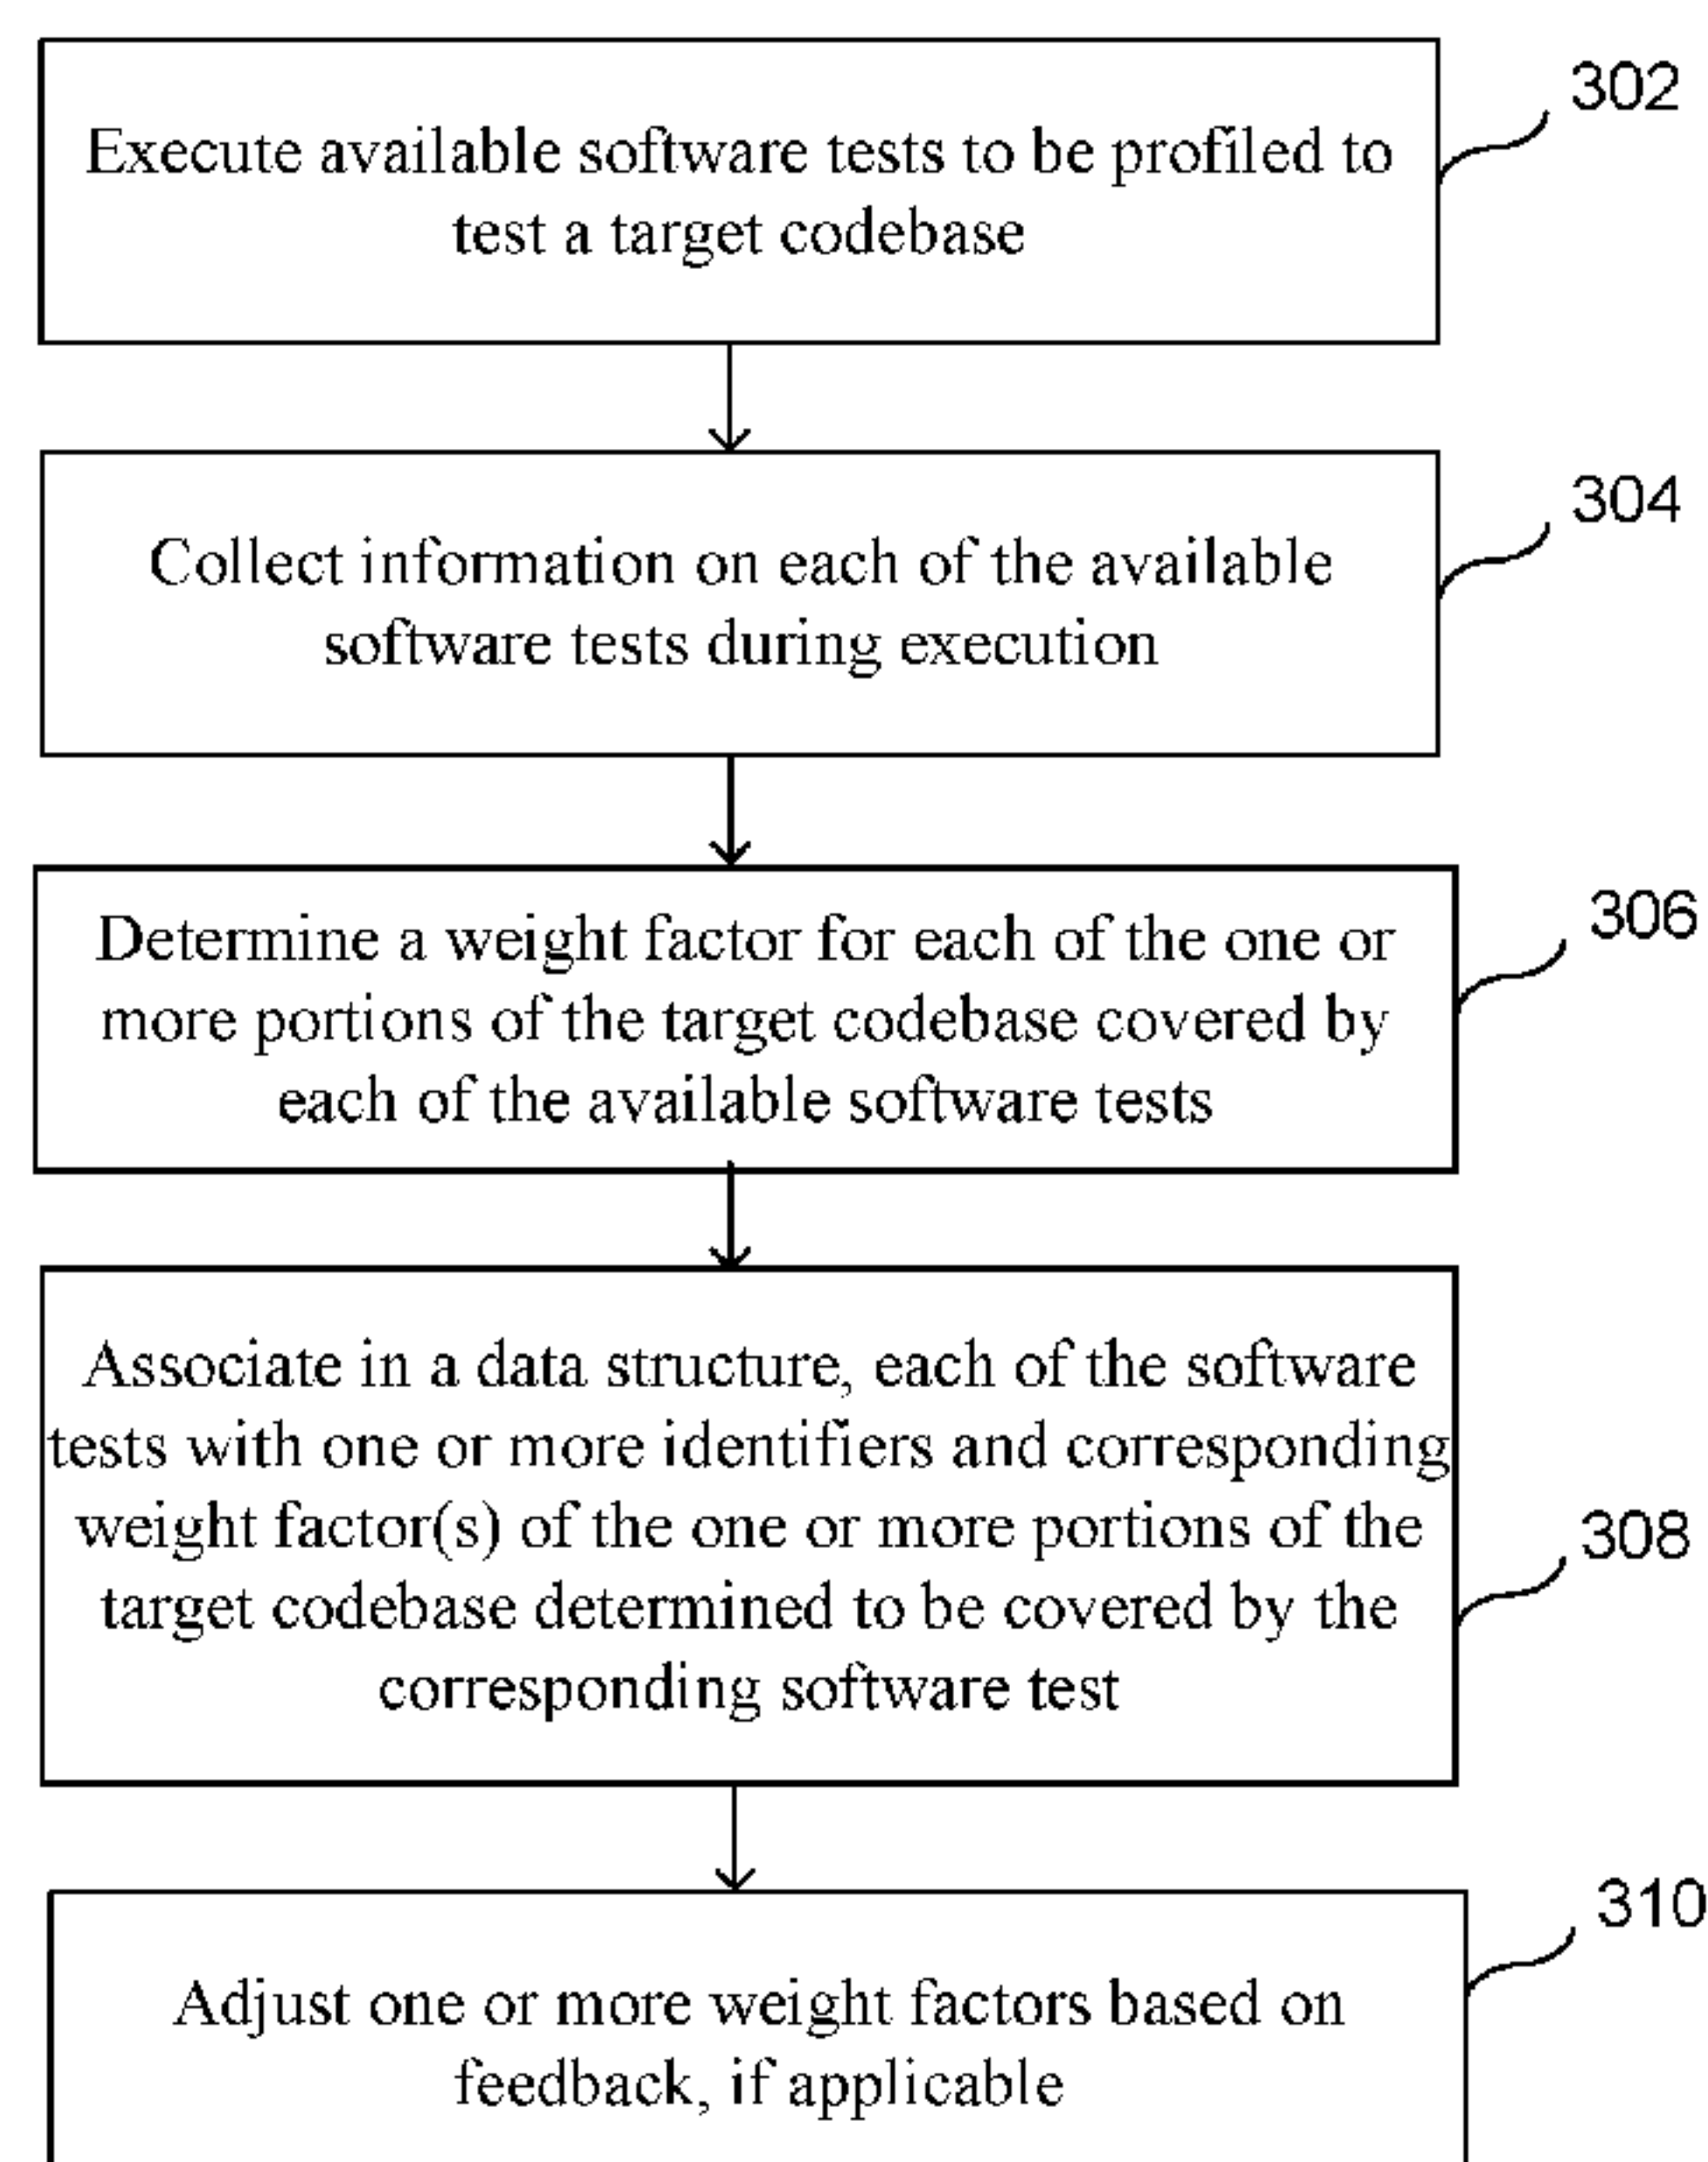 302
Execute available software tests to be profiled to
test a target codebase
304
Collect information on each of the available
software tests during execution
306
Determine a weight factor for each of the one or
more portions of the target codebase covered by
each of the available software tests
Associate in a data structure, each of the software
tests with one or more identifiers and corresponding
weight factor(s) of the one or more portions of the
308
target codebase determined to be covered by the
corresponding software test
310
Adjust one or more weight factors based on
feedback, if applicable